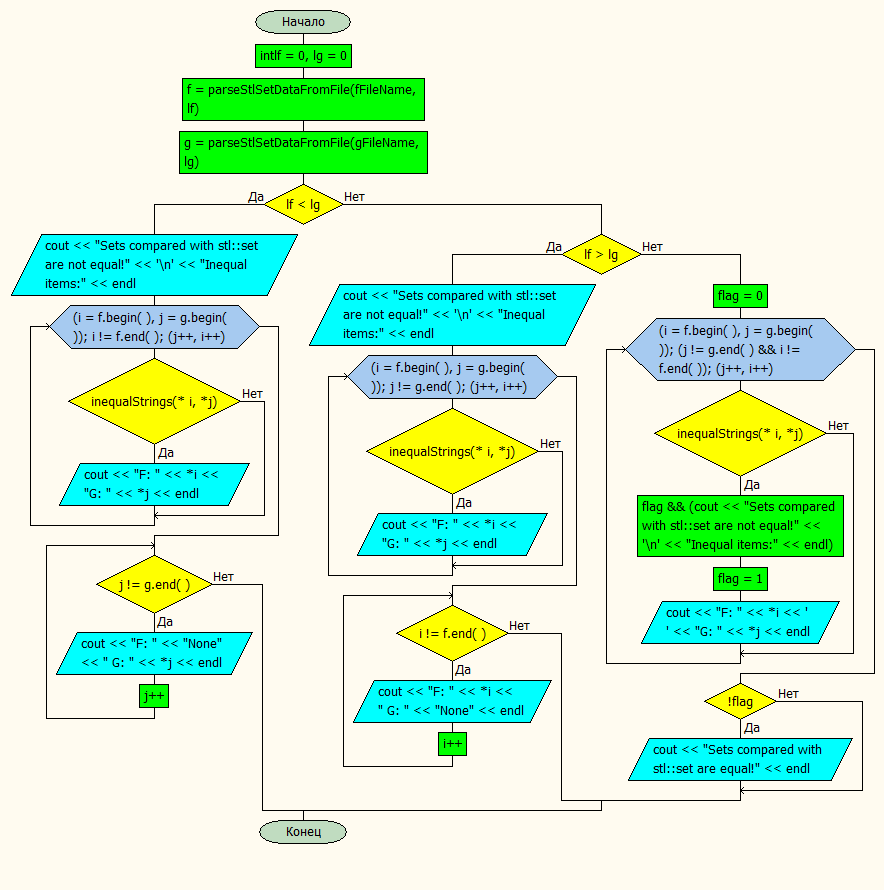 Начало
intlf = 0, lg = 0
f = parseStlSetDataFromFile(fFileName,
lf)
g = parseStlSetDataFromFile(gFileName,
lg)
Да
lf < lg
Нет
cout << "Sets compared with stl::set
are not equal!" << '\n' << "Inequal
items:" << endl
(i = f.begin( ), j = g.begin(
)); i != f.end( ); (j++, i++)
inequalStrings(* i, *j)
Нет
Да
cout << "F: " << *i <<
"G: " << *j << endl
j != g.end( )
Нет
Да
cout << "F: " << "None"
<< " G: " << *j << endl
j++
Да
lf > lg
Нет
cout << "Sets compared with stl::set
are not equal!" << '\n' << "Inequal
items:" << endl
(i = f.begin( ), j = g.begin(
)); j != g.end( ); (j++, i++)
inequalStrings(* i, *j)
Нет
Да
cout << "F: " << *i <<
"G: " << *j << endl
i != f.end( )
Нет
Да
cout << "F: " << *i <<
" G: " << "None" << endl
i++
flag = 0
(i = f.begin( ), j = g.begin(
)); (j != g.end( ) && i !=
f.end( )); (j++, i++)
inequalStrings(* i, *j)
Нет
Да
flag && (cout << "Sets compared
with stl::set are not equal!" <<
'\n' << "Inequal items:" << endl)
flag = 1
cout << "F: " << *i << '
' << "G: " << *j << endl
!flag
Нет
Да
cout << "Sets compared with
stl::set are equal!" << endl
Конец